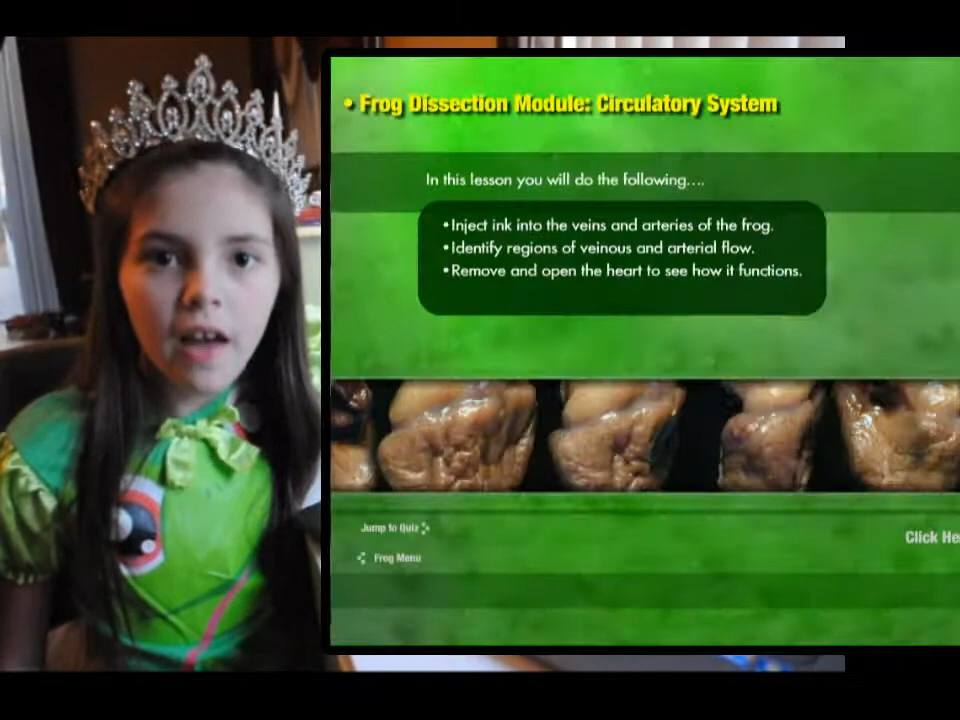 • Frog Dissection Module: Circulatory System
In this lesson you will do the following....
•Inject ink into the veins and arteries of the frog.
•Identify regions of veinous and arterial flow.
•Remove and open the heart to see how it functions.
Jump to Quiz
Click He
Frog Menu